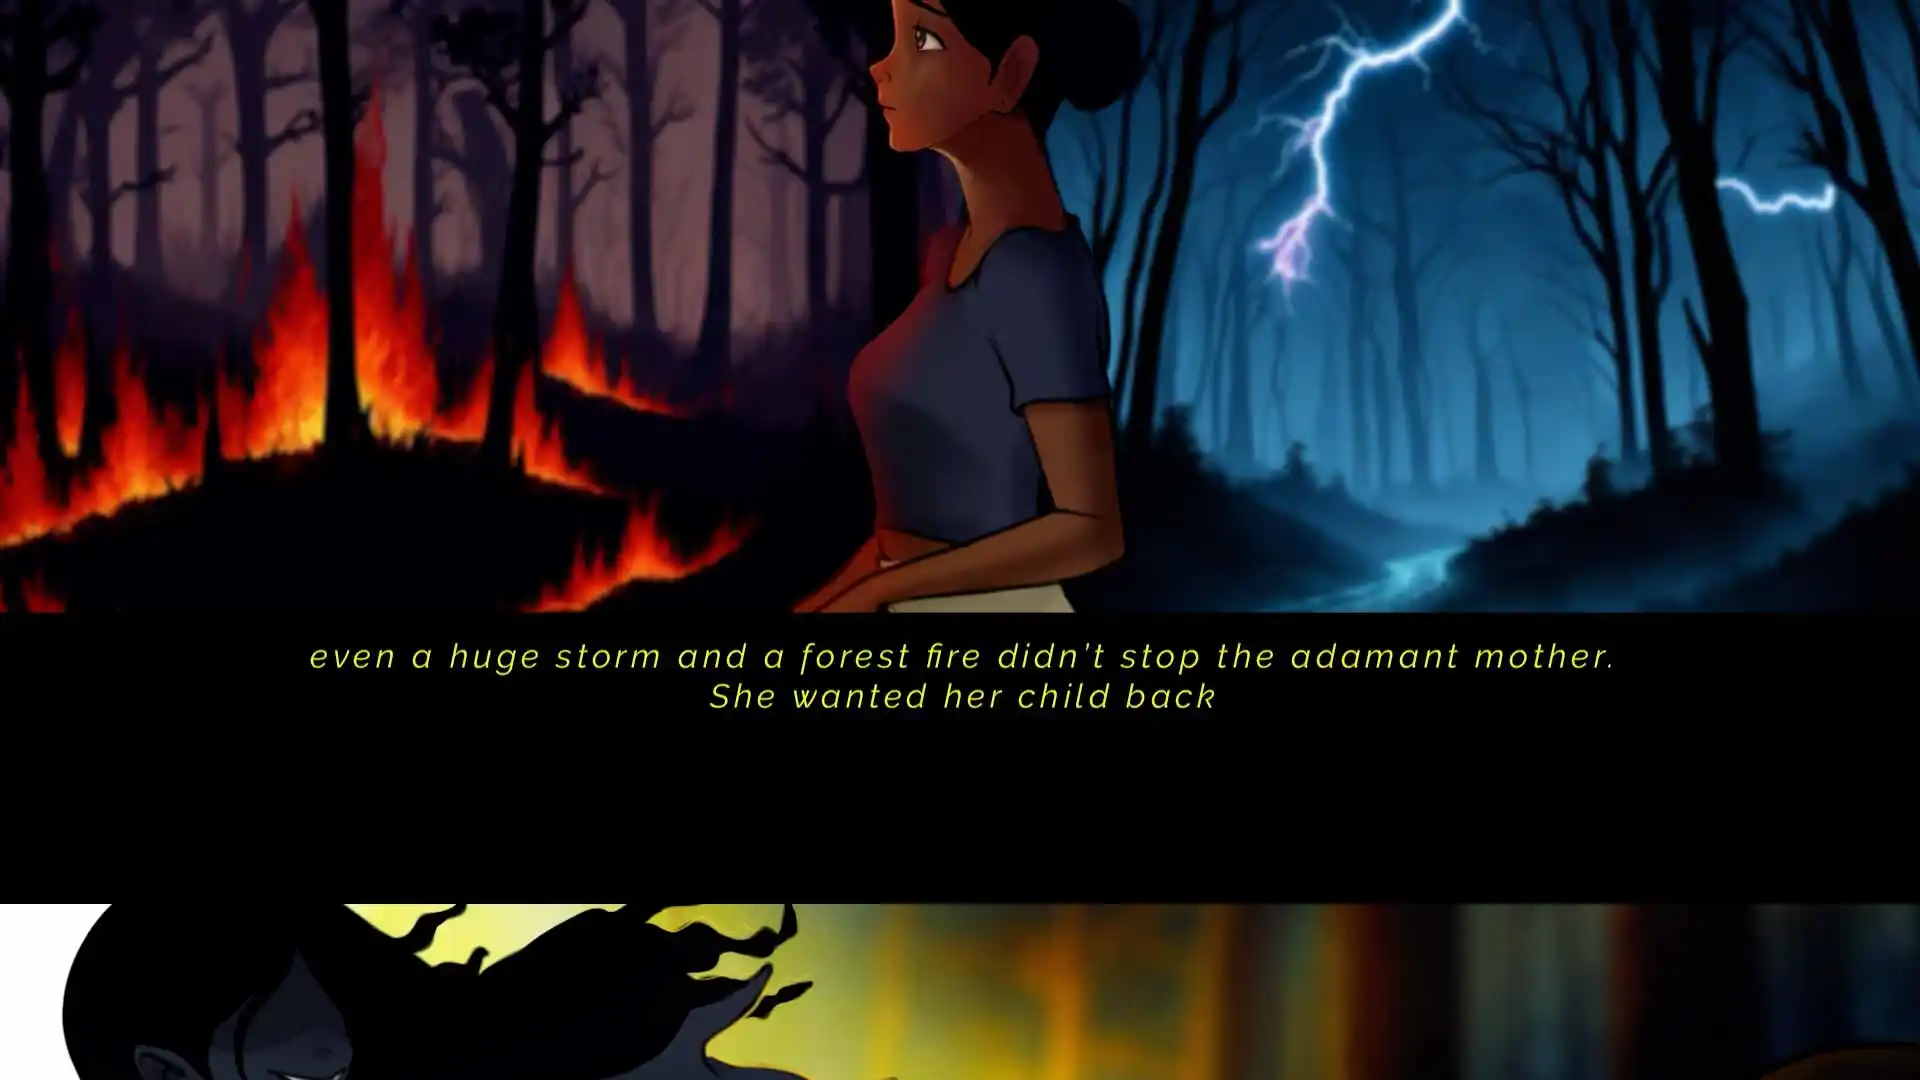 even a huge storm and a forest fire didn't stop the adamant mother.
She wanted her child back